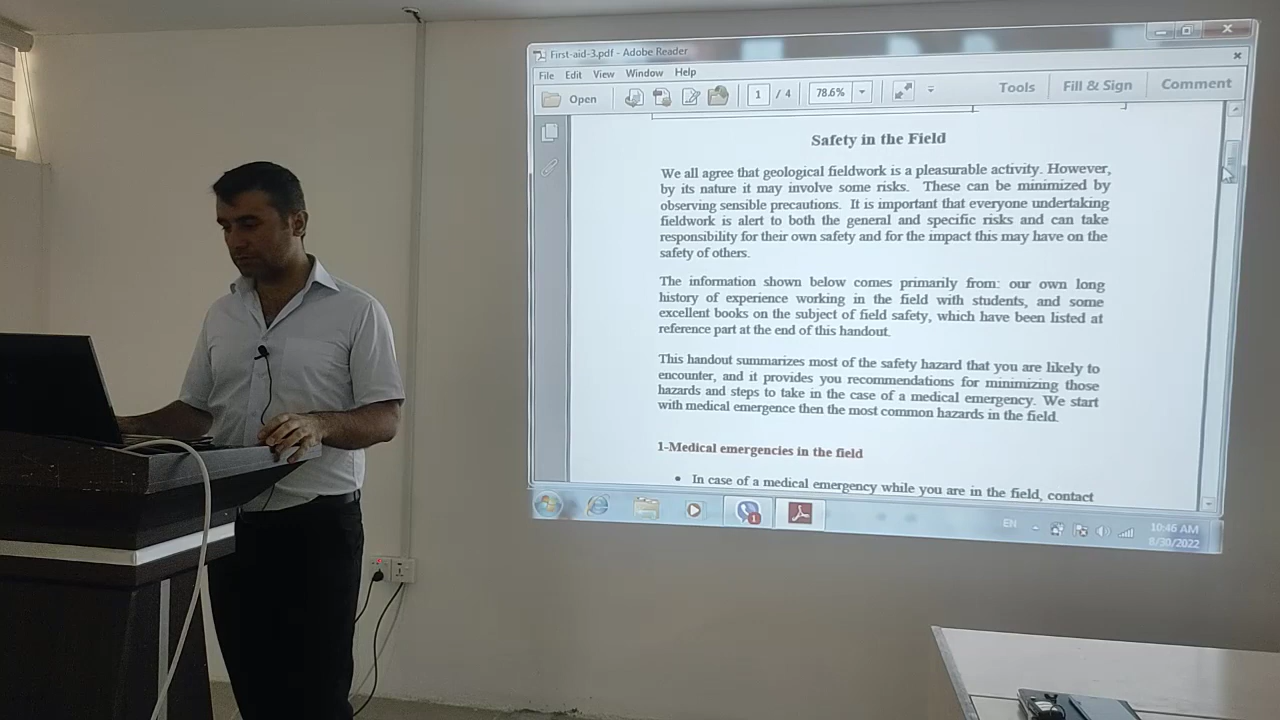 First-aid-3.pdf - Adobe Reader
File Edit View Window Help
Open 1 / 4 78.6% Tools Fill & Sign Comment
Safety in the Field
We all agree that geological fieldwork is a pleasurable activity. However,
by its nature it may involve some risks. These can be minimized by
observing sensible precautions. It is important that everyone undertaking
fieldwork is alert to both the general and specific risks and can take
responsibility for their own safety and for the impact this may have on the
safety of others.
The information shown below comes primarily from: our own long
history of experience working in the field with students, and some
excellent books on the subject of field safety, which have been listed at
reference part at the end of this handout.
This handout summarizes most of the safety hazard that you are likely to
encounter, and it provides you recommendations for minimizing those
hazards and steps to take in the case of a medical emergency. We start
with medical emergence then the most common hazards in the field.
1-Medical emergencies in the field
• In case of a medical emergency while you are in the field, contact
1
EN
10:46 AM
8/30/2022